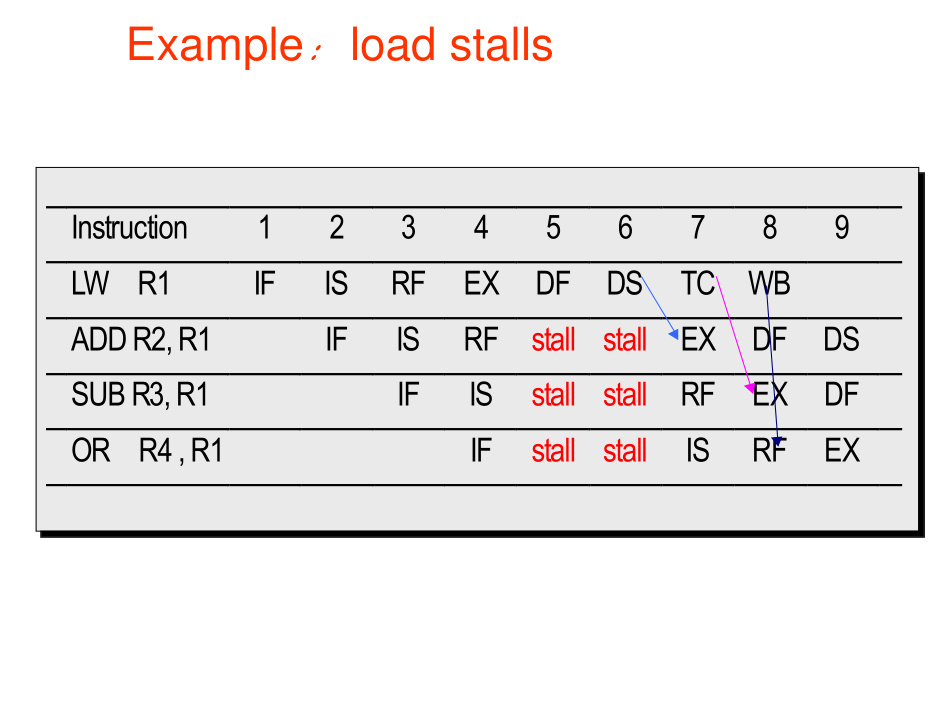 Example： load stalls
Instruction 1 2 3 4 5 6 7 8 9
LW R1 IF IS RF EX DF DS TC WB
ADD R2, R1 IF IS RF stall stall EX DF DS
SUB R3, R1 IF IS stall stall RF EX DF
OR R4 , R1 IF stall stall IS RF EX